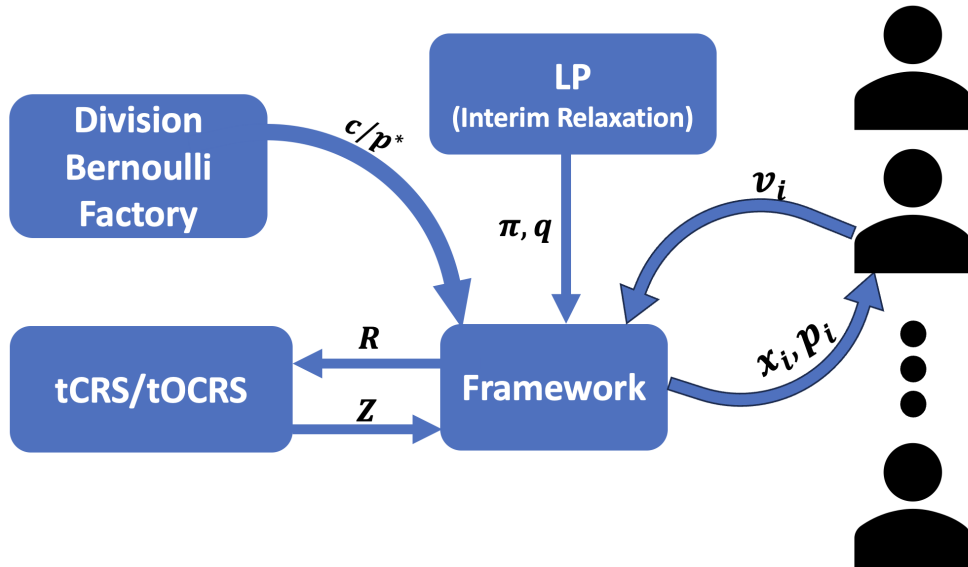 LP
(Interim Relaxation)
Division
Bernoulli
Factory
c/p*
π, q
v_i
R
tCRS/tOCRS
Z
Framework
x_i, p_i